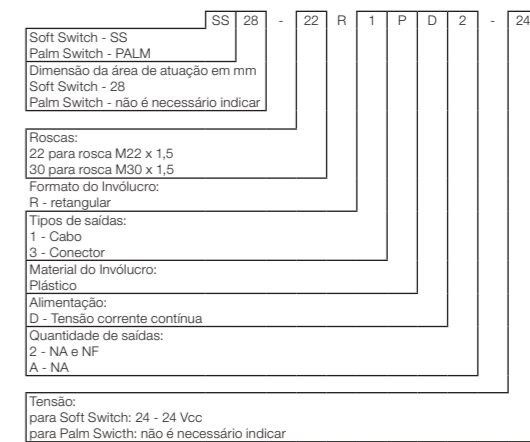 SS 28 - 22 R 1 P D 2 - 24
Soft Switch - SS
Palm Switch - PALM
Dimensão da área de atuação em mm
Soft Switch - 28
Palm Switch - não é necessário indicar
Roscas:
22 para rosca M22 x 1,5
30 para rosca M30 x 1,5
Formato do Invólucro:
R - retangular
Tipos de saídas:
1 - Cabo
3 - Conector
Material do Invólucro:
Plástico
Alimentação:
D - Tensão corrente contínua
Quantidade de saídas:
2 - NA e NF
A - NA
Tensão:
para Soft Switch: 24 - 24 Vcc
para Palm Swicth: não é necessário indicar